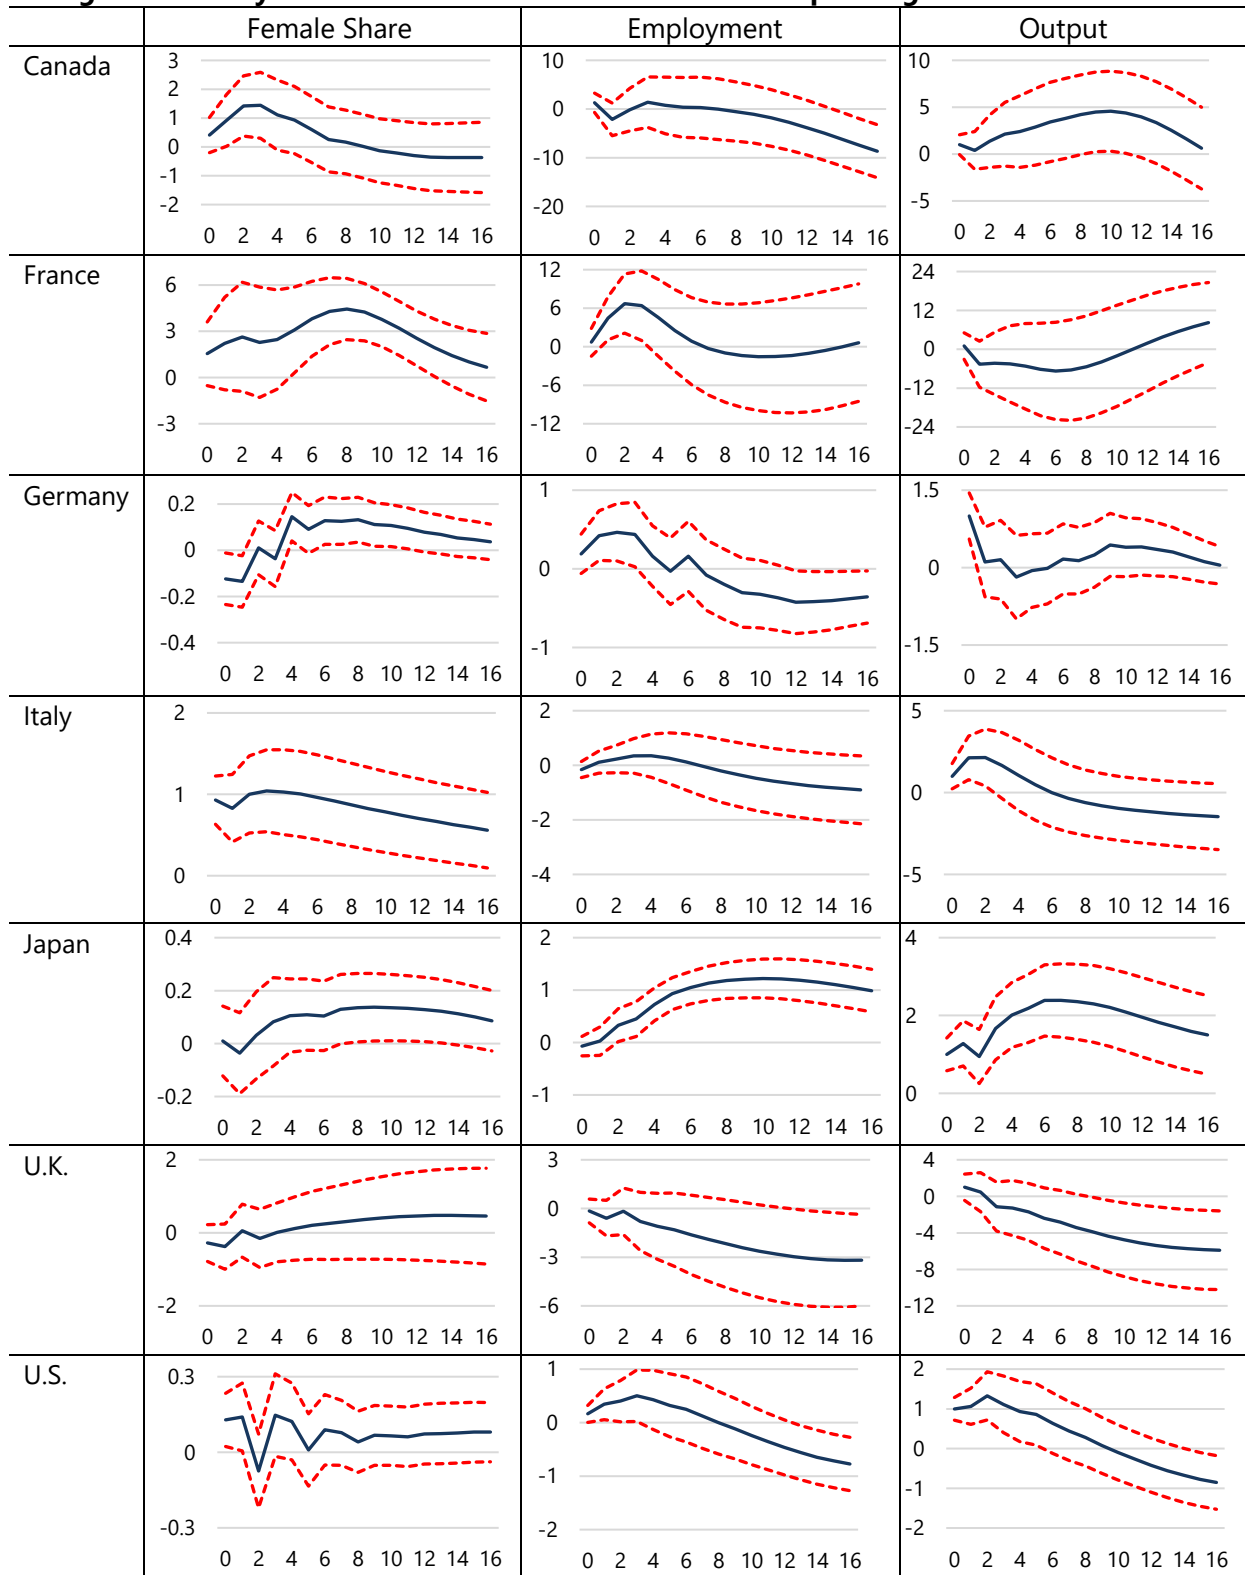 Female Share Employment Output
Canada
3 2 1 0 -1 -2
0 2 4 6 8 10 12 14 16
10 0 -10 -20
0 2 4 6 8 10 12 14 16
10 5 0 -5
0 2 4 6 8 10 12 14 16
France
6 3 0 -3
0 2 4 6 8 10 12 14 16
12 6 0 -6 -12
0 2 4 6 8 10 12 14 16
24 12 0 -12 -24
0 2 4 6 8 10 12 14 16
Germany
0.2 0 -0.2 -0.4
0 2 4 6 8 10 12 14 16
1 0 -1
0 2 4 6 8 10 12 14 16
1.5 0 -1.5
0 2 4 6 8 10 12 14 16
Italy
2 1 0
0 2 4 6 8 10 12 14 16
2 0 -2 -4
0 2 4 6 8 10 12 14 16
5 0 -5
0 2 4 6 8 10 12 14 16
Japan
0.4 0.2 0 -0.2
0 2 4 6 8 10 12 14 16
2 1 0 -1
0 2 4 6 8 10 12 14 16
4 2 0
0 2 4 6 8 10 12 14 16
U.K.
2 0 -2
0 2 4 6 8 10 12 14 16
3 0 -3 -6
0 2 4 6 8 10 12 14 16
4 0 -4 -8 -12
0 2 4 6 8 10 12 14 16
U.S.
0.3 0 -0.3
0 2 4 6 8 10 12 14 16
1 0 -1 -2
0 2 4 6 8 10 12 14 16
2 1 0 -1 -2
0 2 4 6 8 10 12 14 16